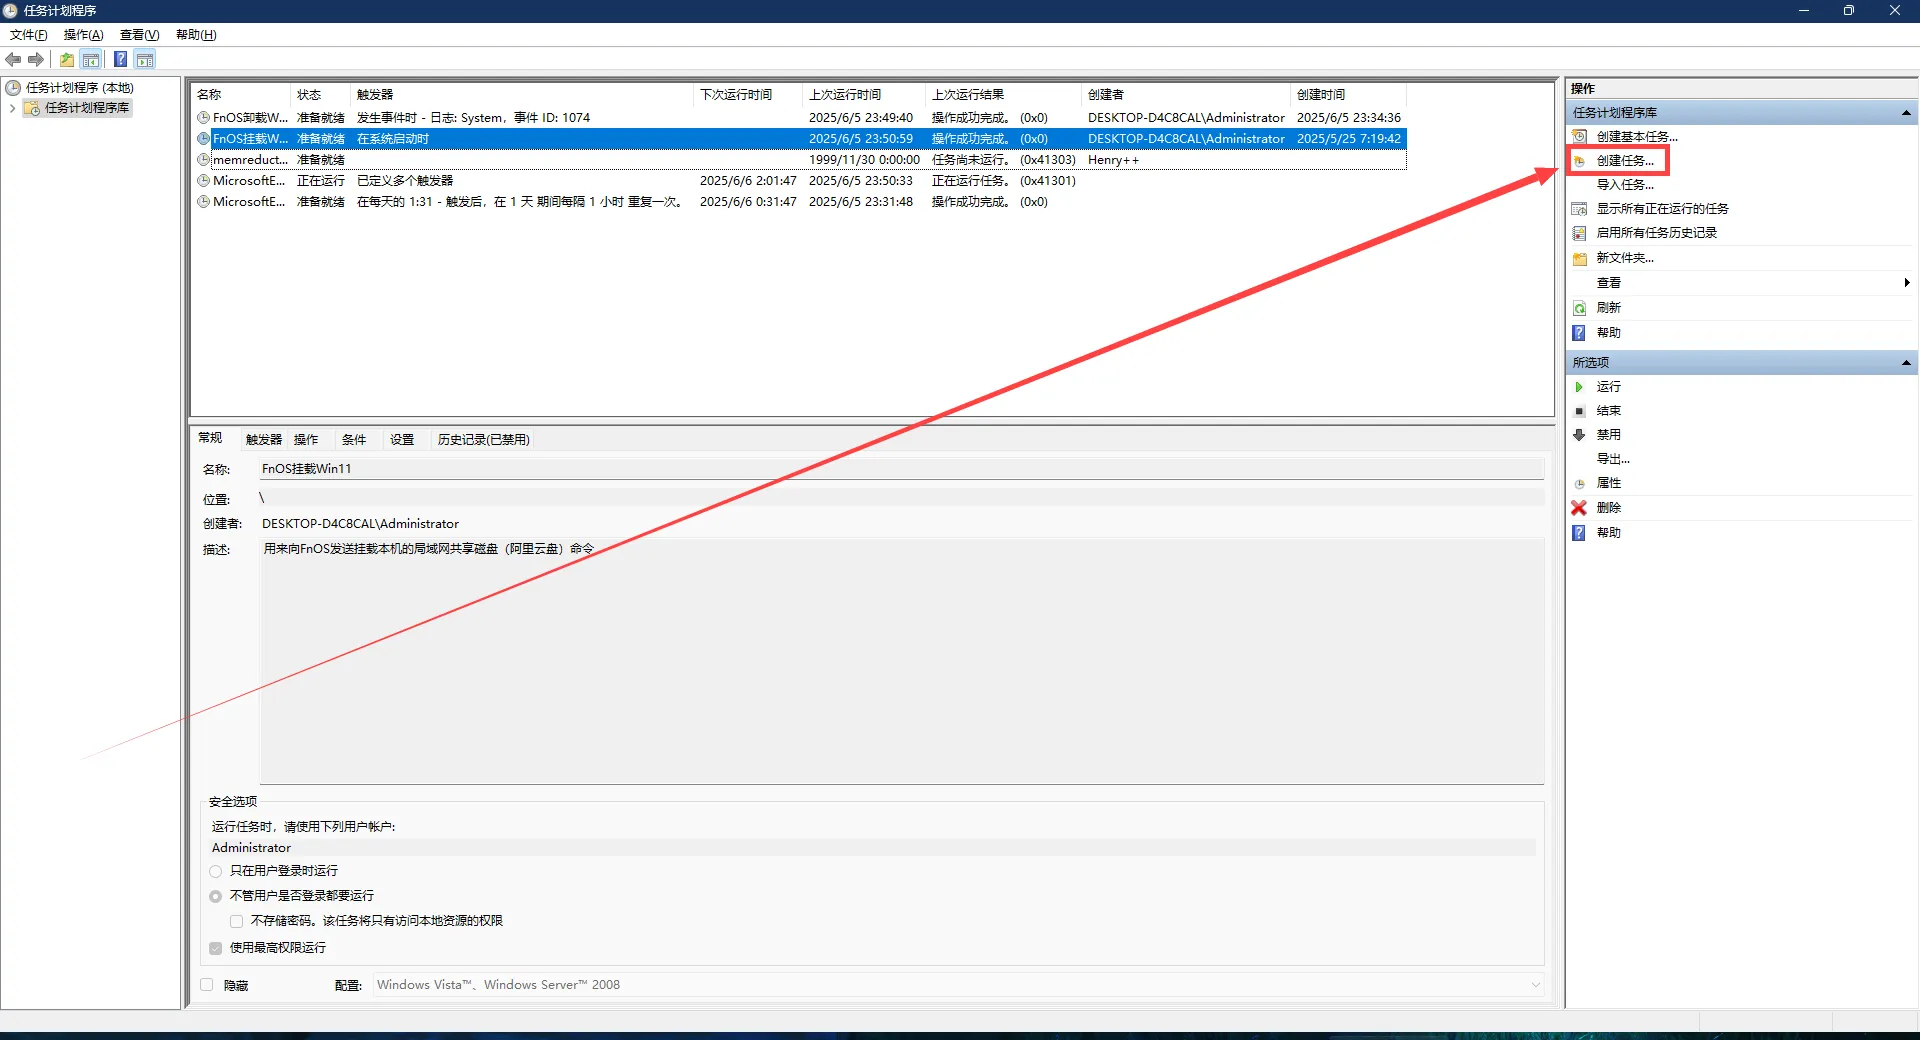 任务计划程序
文件(F) 操作(A) 查看(V) 帮助(H)
任务计划程序 (本地)
任务计划程序库
名称 状态 触发器 下次运行时间 上次运行时间 上次运行结果 创建者 创建时间
FnOS卸载W... 准备就绪 发生事件时 - 日志: System，事件 ID: 1074 2025/6/5 23:49:40 操作成功完成。 (0x0) DESKTOP-D4C8CAL\Administrator 2025/6/5 23:34:36
FnOS挂载W... 准备就绪 在系统启动时 2025/6/5 23:50:59 操作成功完成。 (0x0) DESKTOP-D4C8CAL\Administrator 2025/5/25 7:19:42
memreduct... 准备就绪 1999/11/30 0:00:00 任务尚未运行。 (0x41303) Henry++
MicrosoftE... 正在运行 已定义多个触发器 2025/6/6 2:01:47 2025/6/5 23:50:33 正在运行任务。 (0x41301)
MicrosoftE... 准备就绪 在每天的 1:31 - 触发后，在 1 天 期间每隔 1 小时 重复一次。 2025/6/6 0:31:47 2025/6/5 23:31:48 操作成功完成。 (0x0)
常规 触发器 操作 条件 设置 历史记录(已禁用)
名称: FnOS挂载Win11
位置: \
创建者: DESKTOP-D4C8CAL\Administrator
描述: 用来向FnOS发送挂载本机的局域网共享磁盘（阿里云盘）命令
安全选项
运行任务时，请使用下列用户帐户:
Administrator
只在用户登录时运行
不管用户是否登录都要运行
不存储密码。该任务将只有访问本地资源的权限
使用最高权限运行
隐藏 配置: Windows Vista™、Windows Server™ 2008
操作
任务计划程序库
创建基本任务...
创建任务...
导入任务...
显示所有正在运行的任务
启用所有任务历史记录
新文件夹...
查看
刷新
帮助
所选项
运行
结束
禁用
导出...
属性
删除
帮助